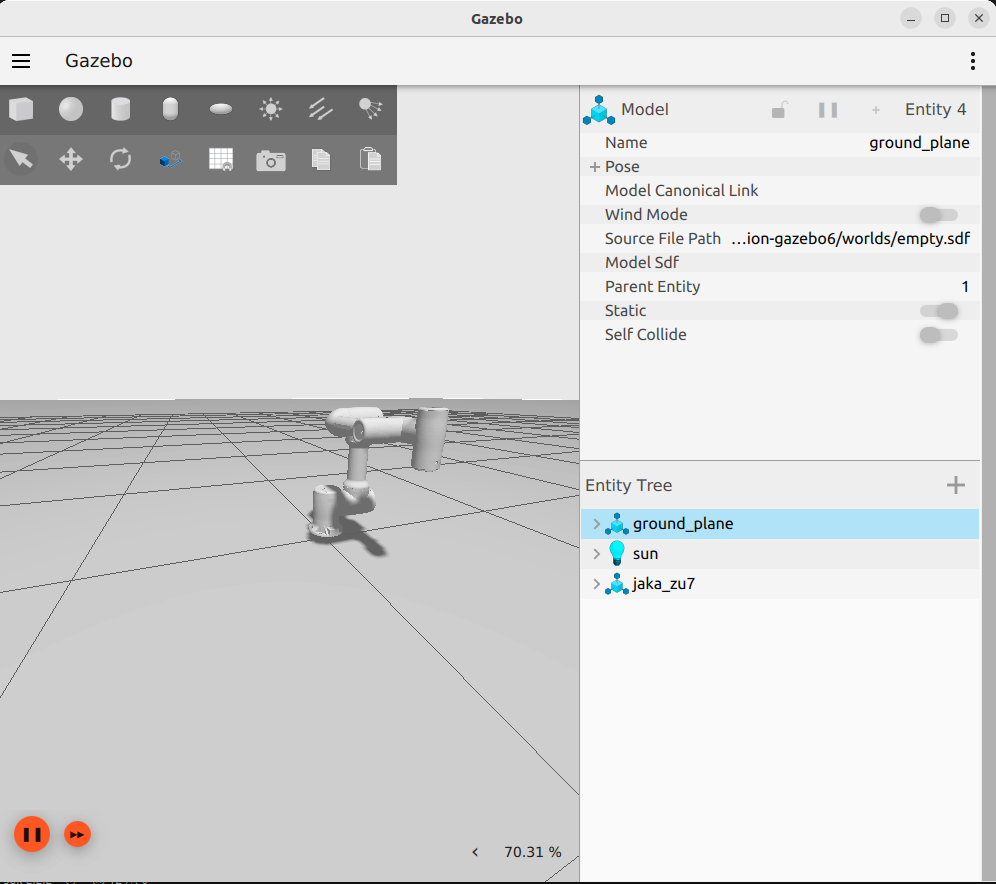 Gazebo
Gazebo
Model Entity 4
Name ground_plane
Pose
Model Canonical Link
Wind Mode
Source File Path ...ion-gazebo6/worlds/empty.sdf
Model Sdf
Parent Entity 1
Static
Self Collide
Entity Tree
ground_plane
sun
jaka_zu7
70.31 %